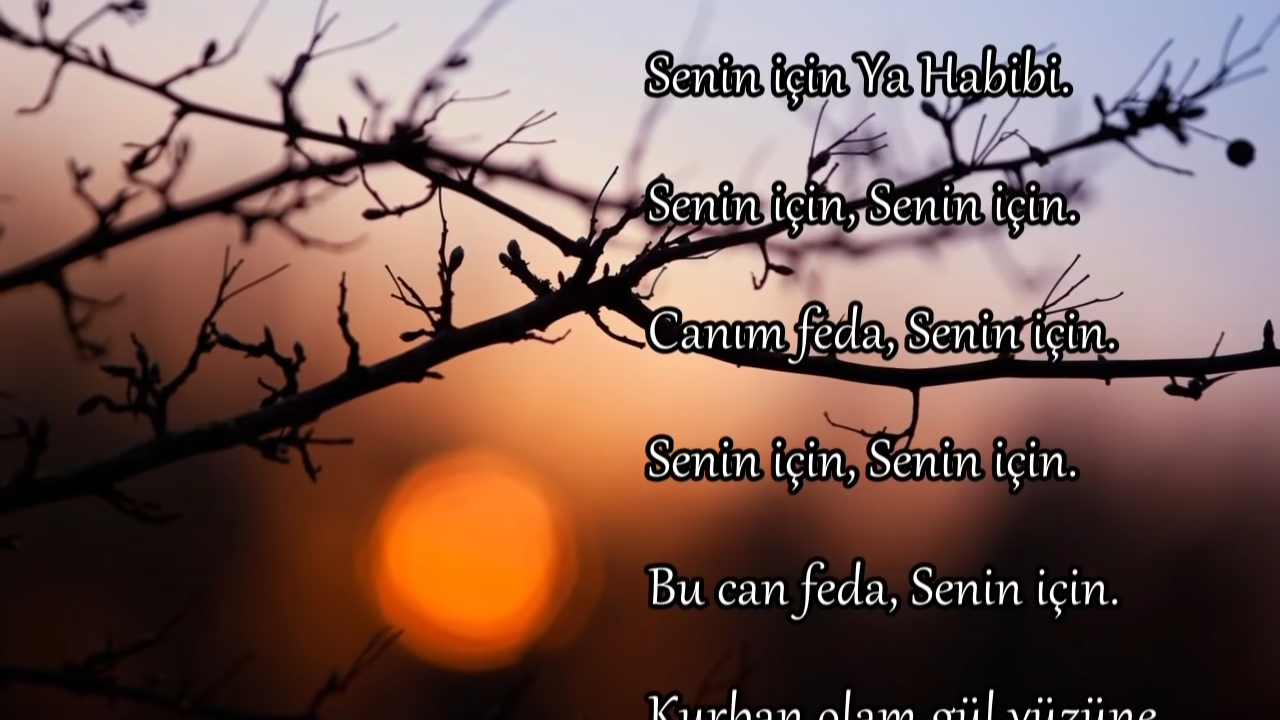 Senin için Ya Habibi.
Senin için, Senin için.
Canım feda, Senin için.
Senin için, Senin için.
Bu can feda, Senin için.
Kurban olam gül yüzüne